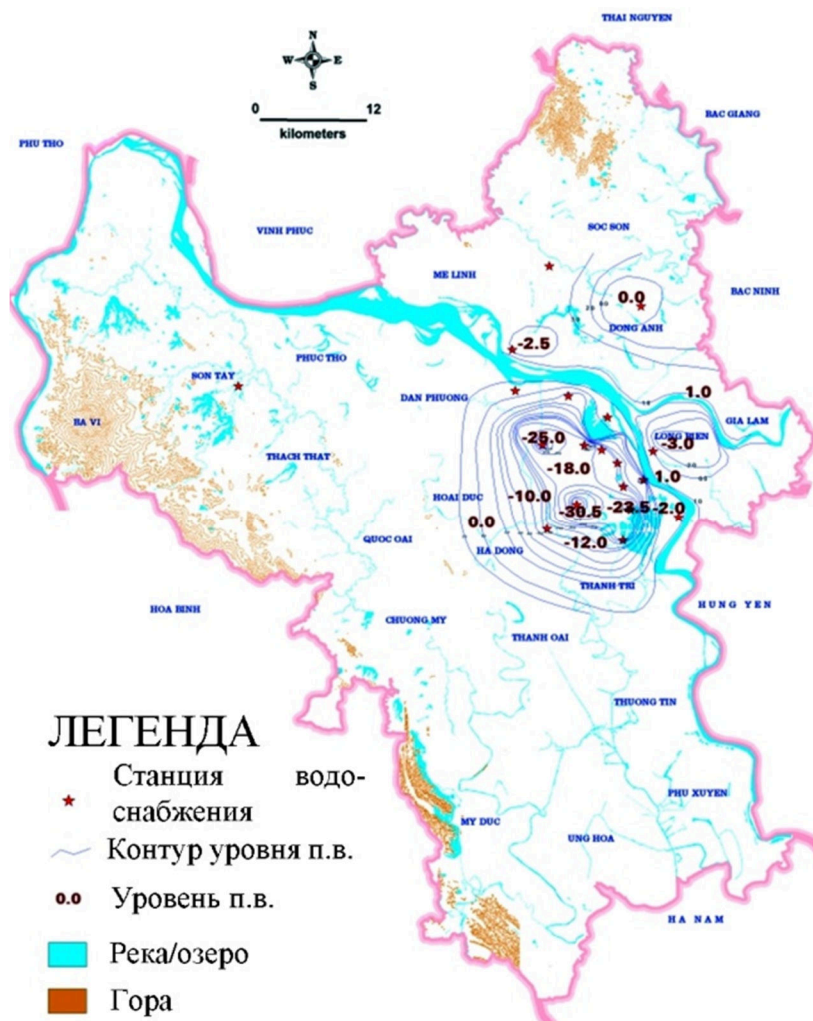 THAI NGUYEN
N
W E
S
0 12
kilometers
BAC GIANG
PHU THO
VINH PHUC
SOC SON
ME LINH
BAC NINH
0.0
DONG ANH
-2.5
PHUC THO
SON TAY
DAN PHUONG
1.0
BA VI
GIA LAM
LONG BIEN
-25.0
-3.0
THACH THAT
-18.0
1.0
HOAI DUC
-10.0
-30.5
-2.0
0.0
QUOC OAI
HA DONG
-12.0
THANH TRI
HOA BINH
HUNG YEN
CHUONG MY
THANH OAI
THUONG TIN
PHU XUYEN
MY DUC
UNG HOA
HA NAM
ЛЕГЕНДА
Станция водо-
снабжения
Контур уровня п.в.
0.0 Уровень п.в.
Река/озеро
Гора